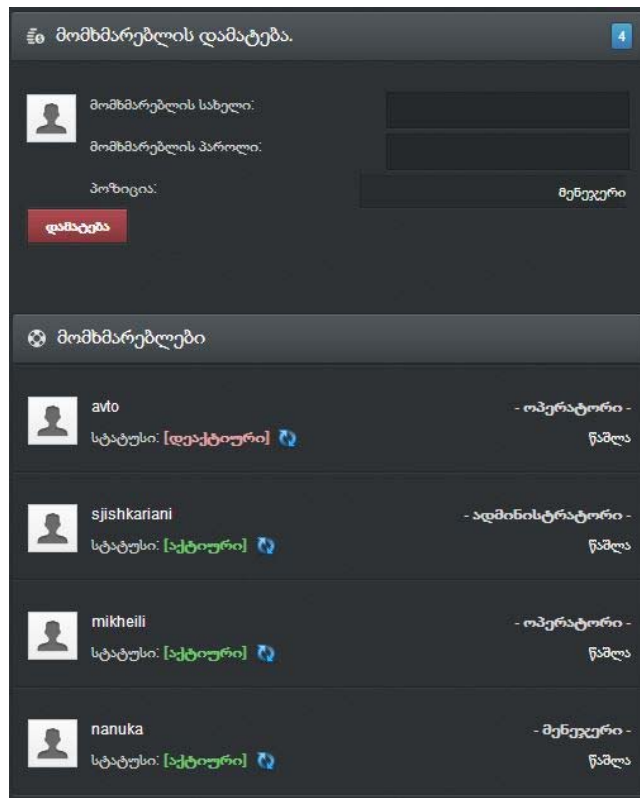 მომხმარებლის დამატება. 4
მომხმარებლის სახელი:
მომხმარებლის პაროლი:
პოზიცია: მენეჯერი
დამატება
მომხმარებლები
avto - ოპერატორი -
სტატუსი: [დეაქტიური] წაშლა
sjishkariani - ადმინისტრატორი -
სტატუსი: [აქტიური] წაშლა
mikheili - ოპერატორი -
სტატუსი: [აქტიური] წაშლა
nanuka - მენეჯერი -
სტატუსი: [აქტიური] წაშლა